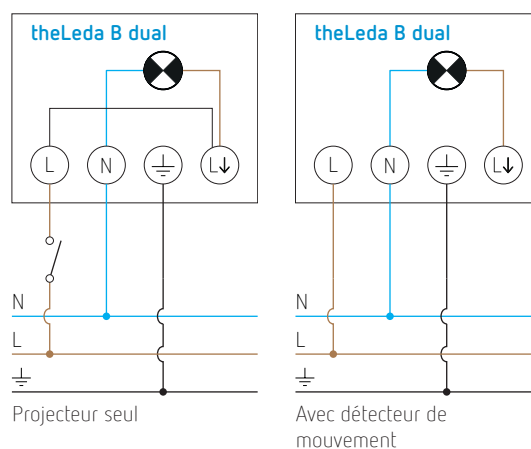 theLeda B dual
L N L↓
N
L
Projecteur seul
theLeda B dual
L N L↓
N
L
Avec détecteur de
mouvement